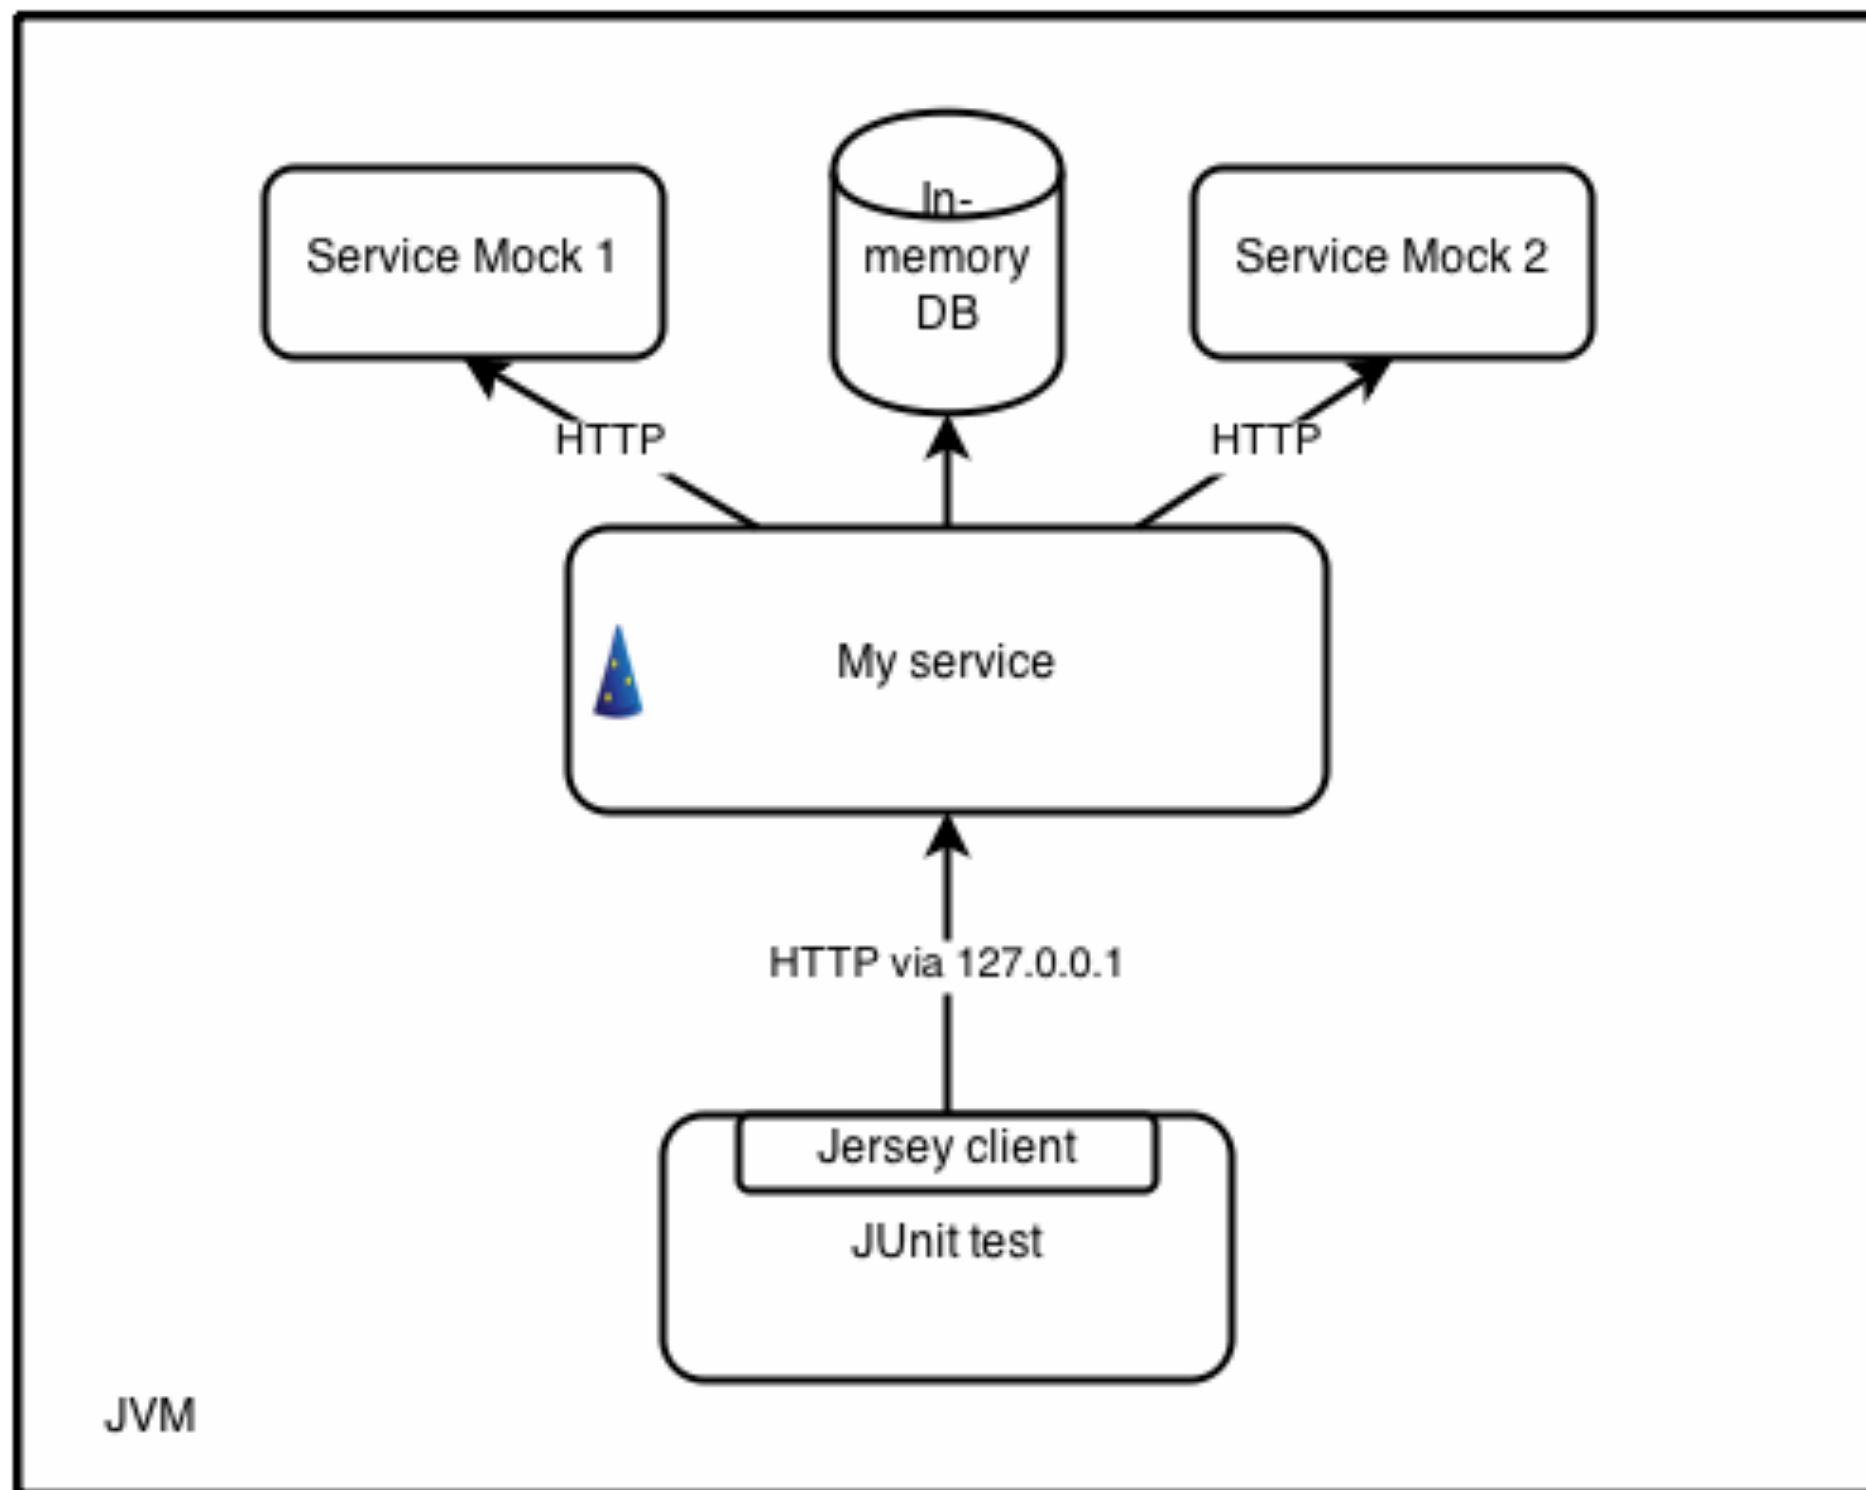 Service Mock 1
In-
memory
DB
Service Mock 2
HTTP
HTTP
My service
HTTP via 127.0.0.1
Jersey client
JUnit test
JVM